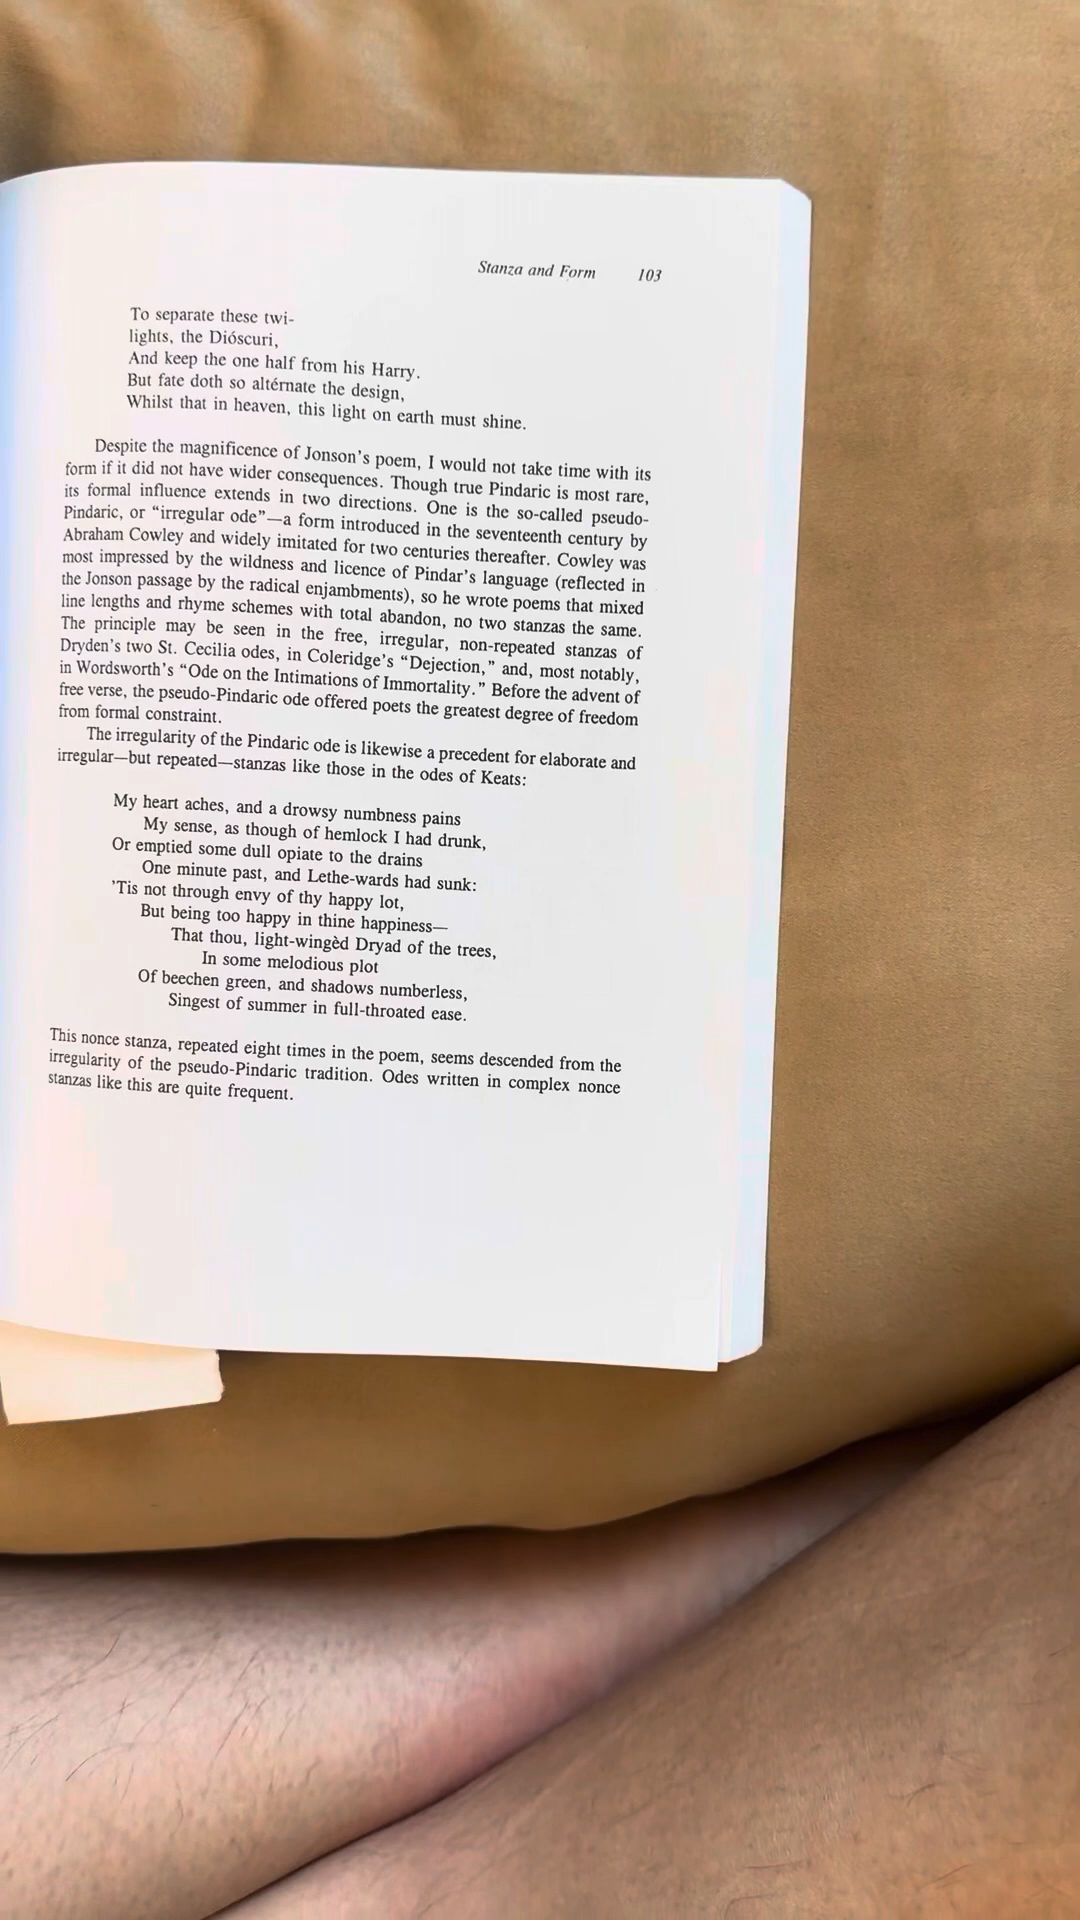 Stanza and Form 103
To separate these twi-
lights, the Dióscuri,
And keep the one half from his Harry.
But fate doth so altérnate the design,
Whilst that in heaven, this light on earth must shine.
Despite the magnificence of Jonson's poem, I would not take time with its
form if it did not have wider consequences. Though true Pindaric is most rare,
its formal influence extends in two directions. One is the so-called pseudo-
Pindaric, or “irregular ode”—a form introduced in the seventeenth century by
Abraham Cowley and widely imitated for two centuries thereafter. Cowley was
most impressed by the wildness and licence of Pindar's language (reflected in
the Jonson passage by the radical enjambments), so he wrote poems that mixed
line lengths and rhyme schemes with total abandon, no two stanzas the same.
The principle may be seen in the free, irregular, non-repeated stanzas of
Dryden's two St. Cecilia odes, in Coleridge's “Dejection,” and, most notably,
in Wordsworth's “Ode on the Intimations of Immortality.” Before the advent of
free verse, the pseudo-Pindaric ode offered poets the greatest degree of freedom
from formal constraint.
The irregularity of the Pindaric ode is likewise a precedent for elaborate and
irregular—but repeated—stanzas like those in the odes of Keats:
My heart aches, and a drowsy numbness pains
My sense, as though of hemlock I had drunk,
Or emptied some dull opiate to the drains
One minute past, and Lethe-wards had sunk:
'Tis not through envy of thy happy lot,
But being too happy in thine happiness—
That thou, light-wingèd Dryad of the trees,
In some melodious plot
Of beechen green, and shadows numberless,
Singest of summer in full-throated ease.
This nonce stanza, repeated eight times in the poem, seems descended from the
irregularity of the pseudo-Pindaric tradition. Odes written in complex nonce
stanzas like this are quite frequent.